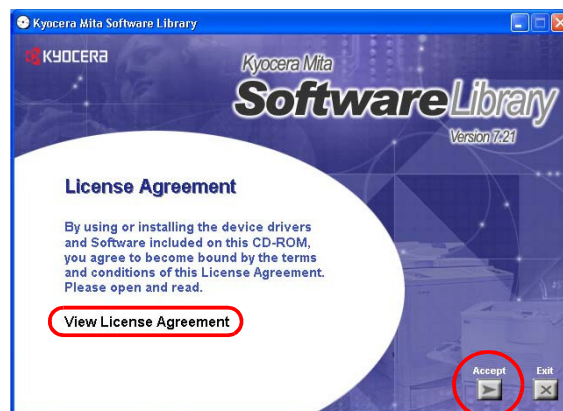 Kyocera Mita Software Library
KYOCERA
Kyocera Mita
Software Library
Version 7.21
License Agreement
By using or installing the device drivers
and Software included on this CD-ROM,
you agree to become bound by the terms
and conditions of this License Agreement.
Please open and read.
View License Agreement
Accept Exit